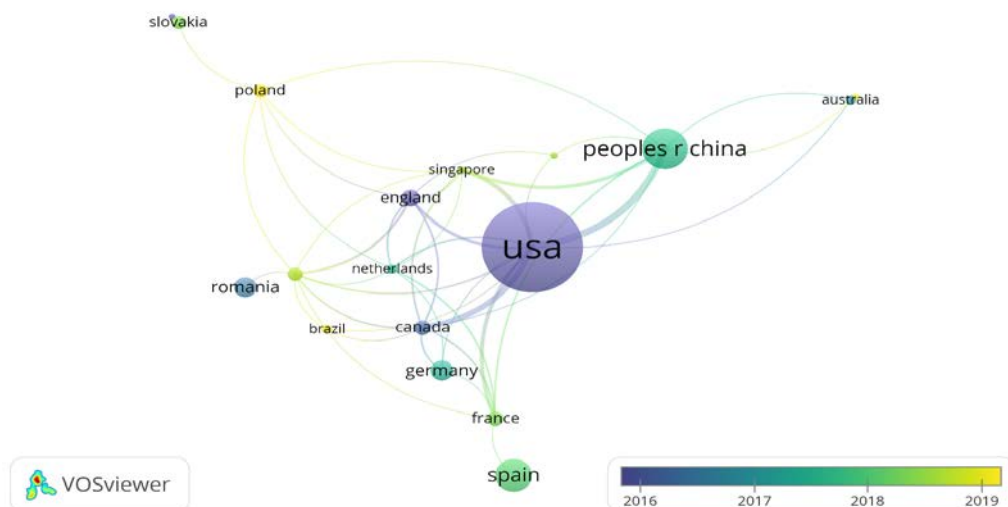 slovakia
poland
australia
peoples r china
singapore
england
usa
netherlands
romania
brazil
canada
germany
france
spain
VOSviewer
2016 2017 2018 2019